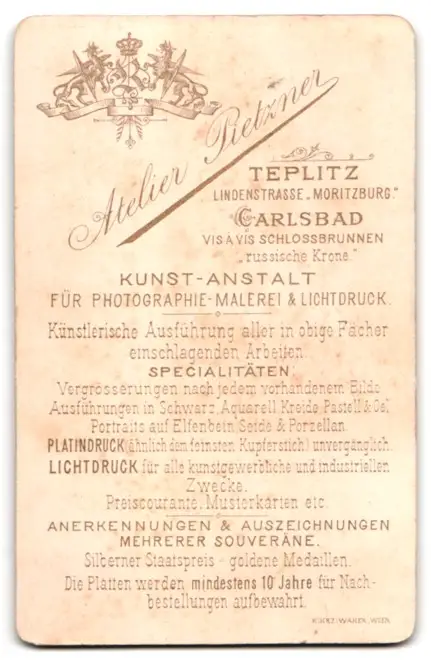 Atelier Pietzner
TEPLITZ
LINDENSTRASSE „MORITZBURG."
CARLSBAD
VIS A VIS SCHLOSSBRUNNEN
„russische Krone"
KUNST-ANSTALT
FÜR PHOTOGRAPHIE-MALEREI & LICHTDRUCK.
Künstlerische Ausführung aller in obige Fächer
einschlagenden Arbeiten.
SPECIALITÄTEN
Vergrösserungen nach jedem vorhandenem Bilde
Ausführungen in Schwarz, Aquarell, Kreide, Pastell & Oel,
Portraits auf Elfenbein, Seide & Porzellan.
PLATINDRUCK (ähnlich den feinsten Kupferstich) unvergänglich.
LICHTDRUCK für alle kunstgewerbliche und industriellen
Zwecke.
Preiscourante, Musterkarten etc.
ANERKENNUNGEN & AUSZEICHNUNGEN
MEHRERER SOUVERÄNE.
Silberner Staatspreis - goldene Medaillen.
Die Platten werden mindestens 10 Jahre für Nach-
bestellungen aufbewahrt.
KURZ WIEN